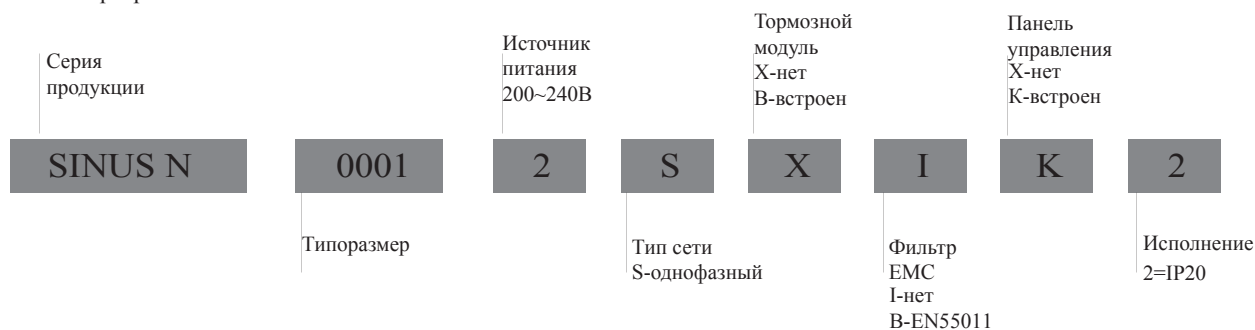 Серия
продукции
Источник
питания
200~240В
Тормозной
модуль
Х-нет
В-встроен
Панель
управления
Х-нет
К-встроен
SINUS N 0001 2 S X I K 2
Типоразмер
Тип сети
S-однофазный
Фильтр
ЕМС
I-нет
В-EN55011
Исполнение
2=IP20